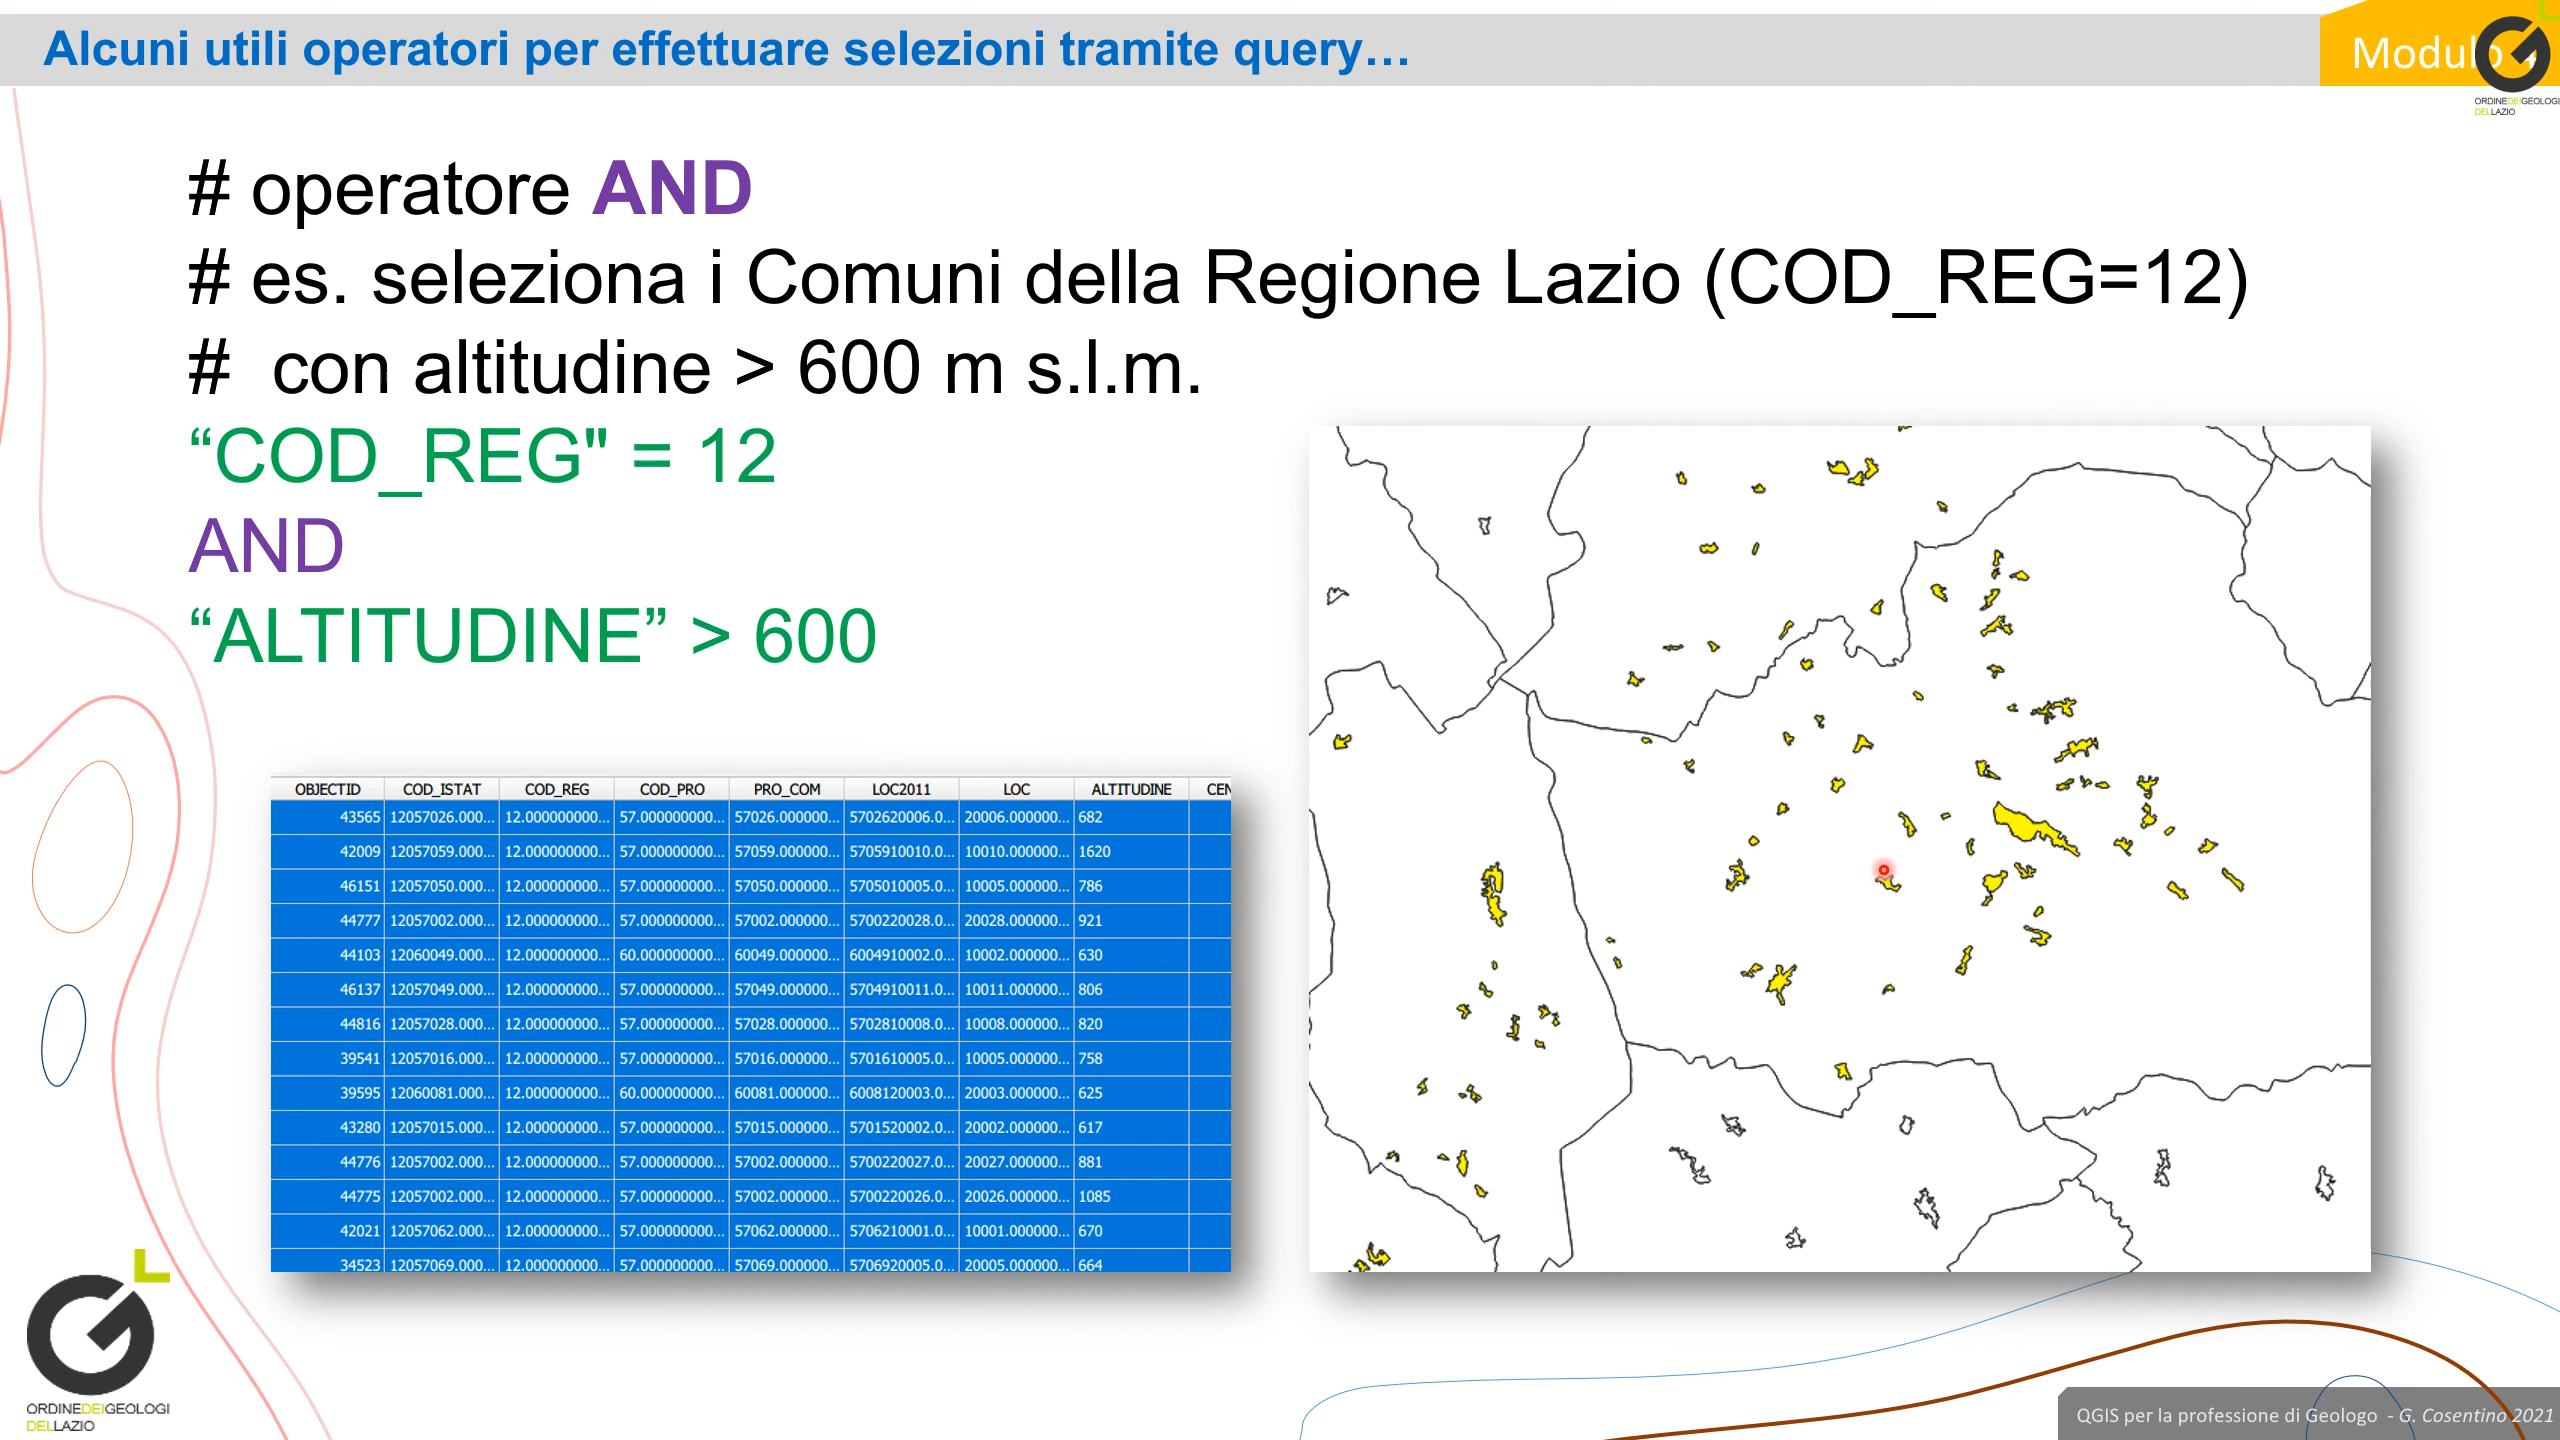 Alcuni utili operatori per effettuare selezioni tramite query…
ORDINEDEIGEOLOGI
DELLAZIO
# operatore AND
# es. seleziona i Comuni della Regione Lazio (COD_REG=12)
# con altitudine > 600 m s.l.m.
“COD_REG" = 12
AND
“ALTITUDINE” > 600
OBJECTID COD_ISTAT COD_REG COD_PRO PRO_COM LOC2011 LOC ALTITUDINE CEN
43565 12057026.000... 12.000000000... 57.000000000... 57026.000000... 5702620006.0... 20006.000000... 682
42009 12057059.000... 12.000000000... 57.000000000... 57059.000000... 5705910010.0... 10010.000000... 1620
46151 12057050.000... 12.000000000... 57.000000000... 57050.000000... 5705010005.0... 10005.000000... 786
44777 12057002.000... 12.000000000... 57.000000000... 57002.000000... 5700220028.0... 20028.000000... 921
44103 12060049.000... 12.000000000... 60.000000000... 60049.000000... 6004910002.0... 10002.000000... 630
46137 12057049.000... 12.000000000... 57.000000000... 57049.000000... 5704910011.0... 10011.000000... 806
44816 12057028.000... 12.000000000... 57.000000000... 57028.000000... 5702810008.0... 10008.000000... 820
39541 12057016.000... 12.000000000... 57.000000000... 57016.000000... 5701610005.0... 10005.000000... 758
39595 12060081.000... 12.000000000... 60.000000000... 60081.000000... 6008120003.0... 20003.000000... 625
43280 12057015.000... 12.000000000... 57.000000000... 57015.000000... 5701520002.0... 20002.000000... 617
44776 12057002.000... 12.000000000... 57.000000000... 57002.000000... 5700220027.0... 20027.000000... 881
44775 12057002.000... 12.000000000... 57.000000000... 57002.000000... 5700220026.0... 20026.000000... 1085
42021 12057062.000... 12.000000000... 57.000000000... 57062.000000... 5706210001.0... 10001.000000... 670
34523 12057069.000... 12.000000000... 57.000000000... 57069.000000... 5706920005.0... 20005.000000... 664
ORDINEDEIGEOLOGI
DELLAZIO
QGIS per la professione di Geologo - G. Cosentino 2021